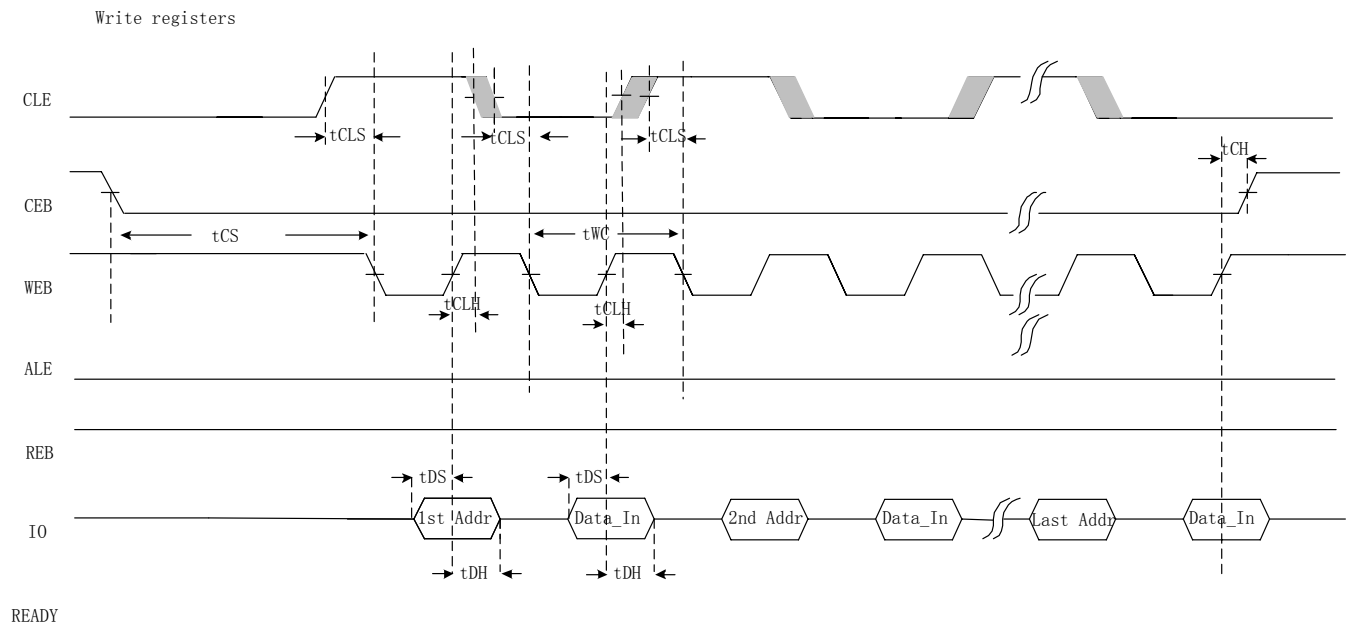 Write registers
CLE
tCLS
tCLS
tCLS
tCH
CEB
tCS
tWC
WEB
tCLH
tCLH
ALE
REB
tDS
tDS
IO
1st Addr
Data_In
2nd Addr
Data_In
Last Addr
Data_In
tDH
tDH
READY